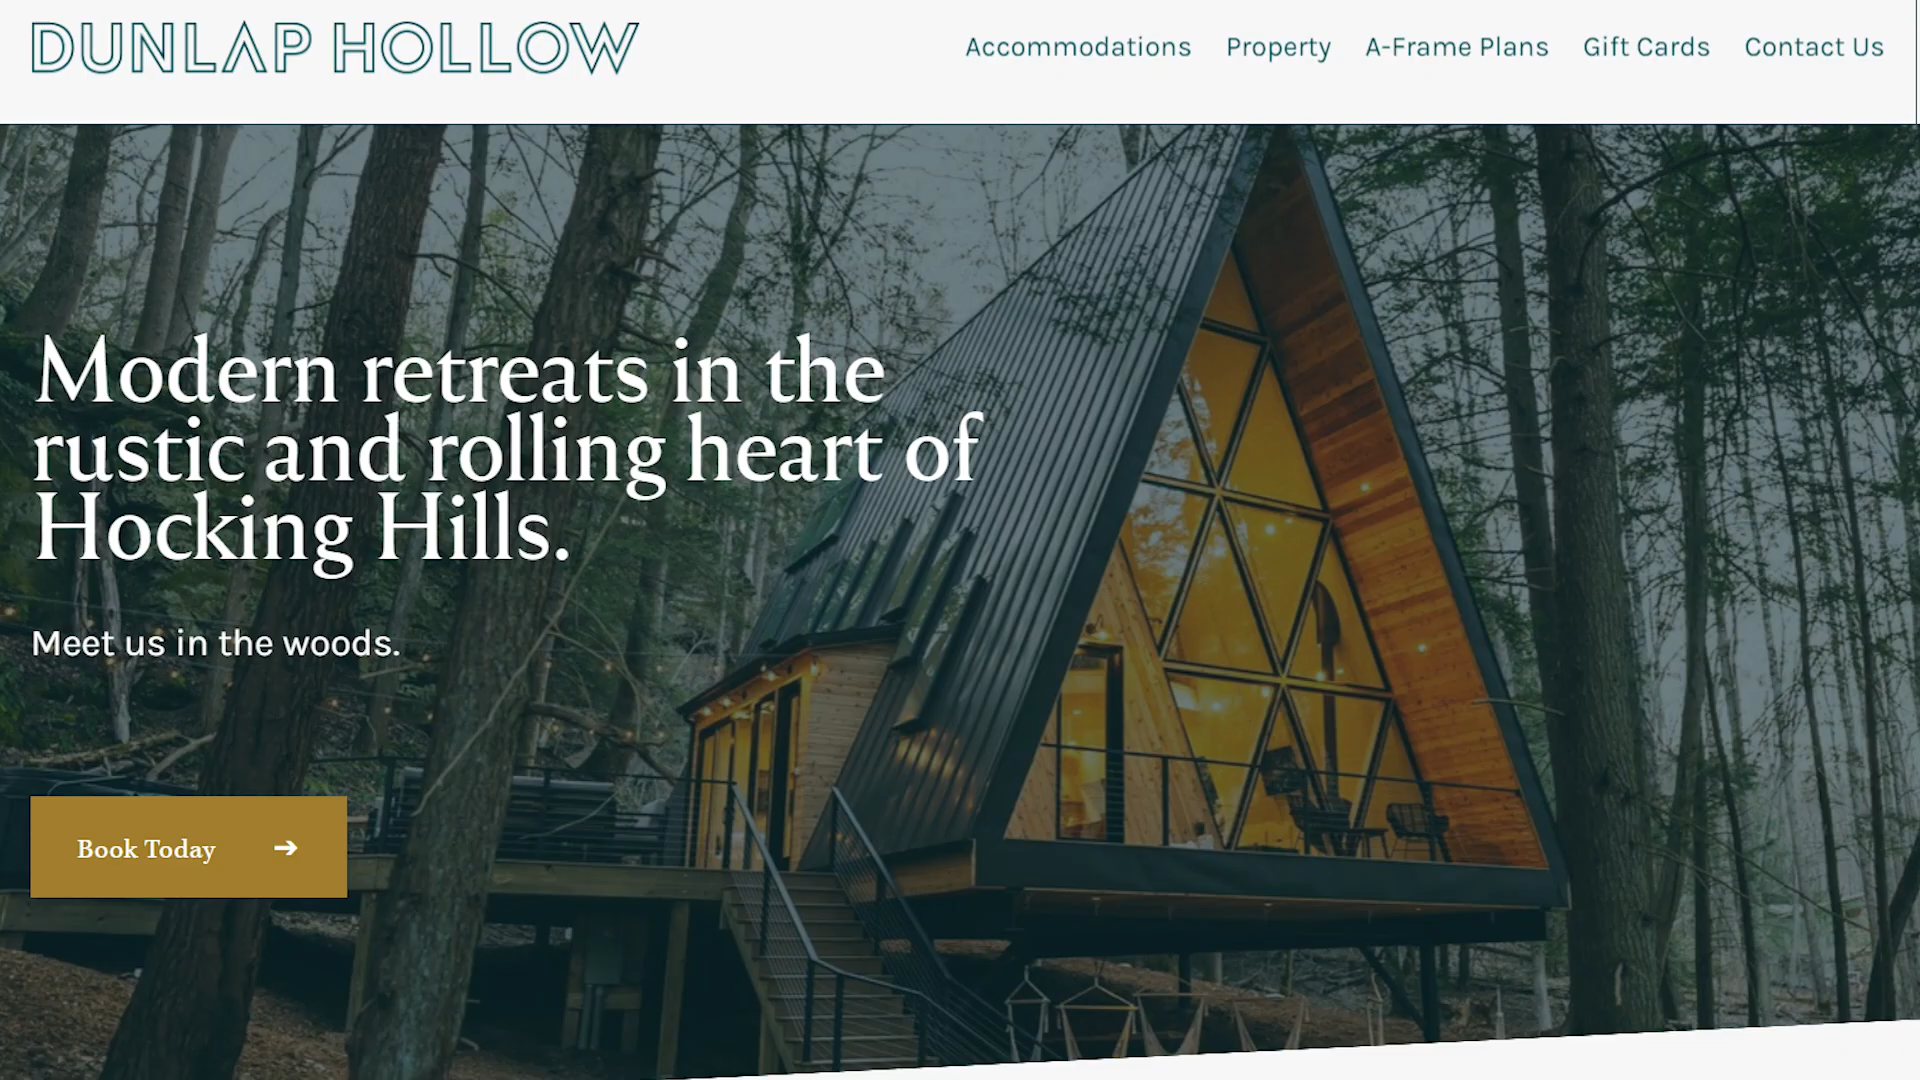 DUNLAP HOLLOW
Accommodations Property A-Frame Plans Gift Cards Contact Us
Modern retreats in the
rustic and rolling heart of
Hocking Hills.
Meet us in the woods.
Book Today →